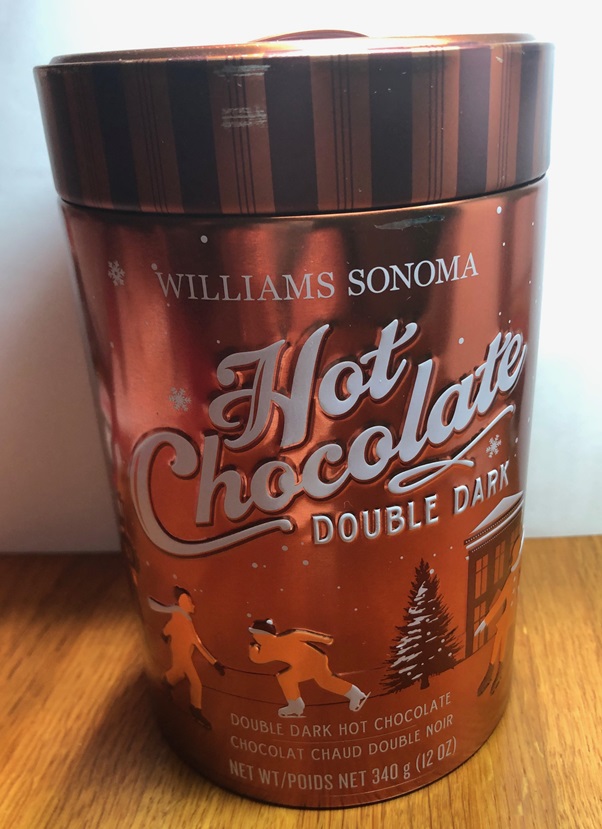 WILLIAMS SONOMA
Hot
Chocolate
DOUBLE DARK
DOUBLE DARK HOT CHOCOLATE
CHOCOLAT CHAUD DOUBLE NOIR
NET WT/POIDS NET 340 g (12 OZ)